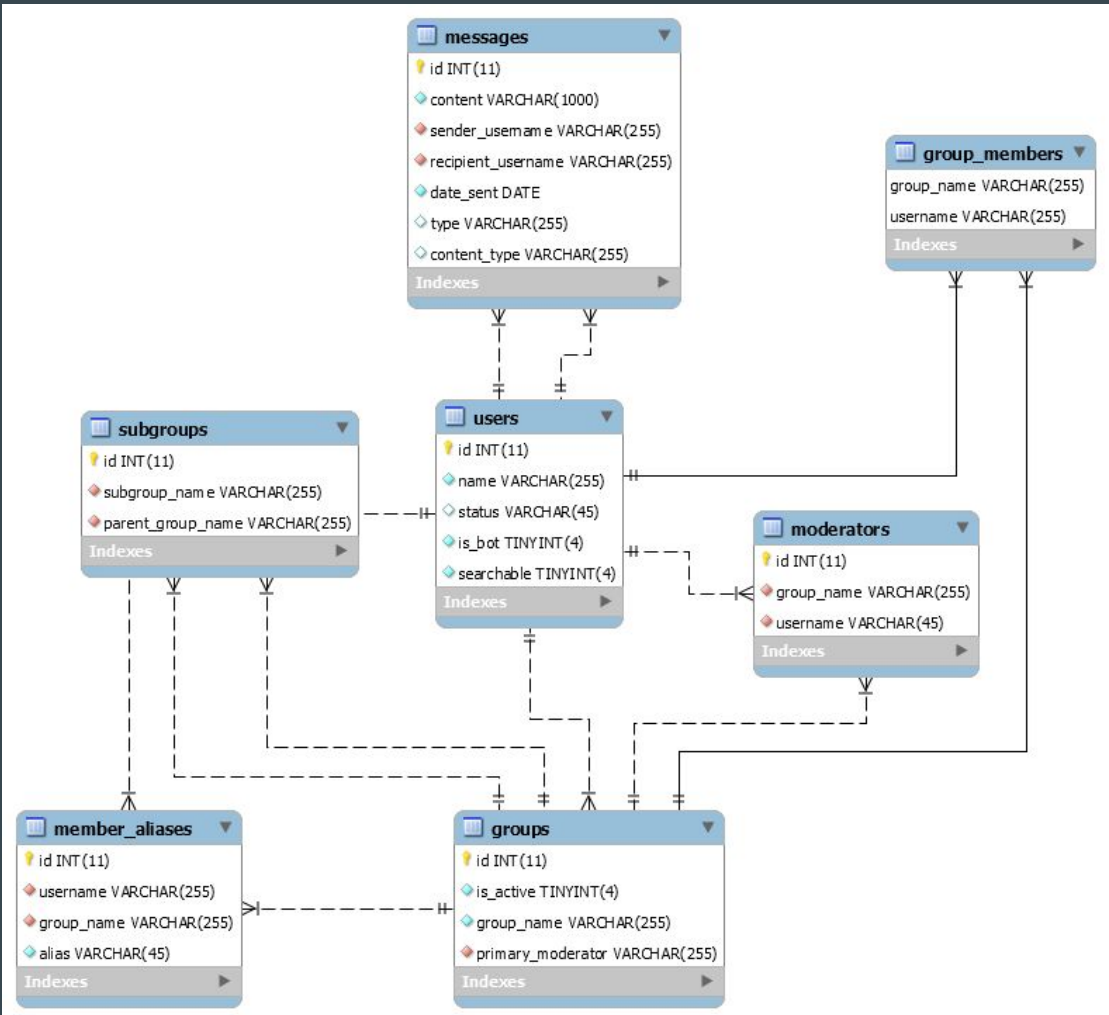 messages
id INT(11)
content VARCHAR(1000)
sender_username VARCHAR(255)
recipient_username VARCHAR(255)
date_sent DATE
type VARCHAR(255)
content_type VARCHAR(255)
Indexes
group_members
group_name VARCHAR(255)
username VARCHAR(255)
Indexes
subgroups
id INT(11)
subgroup_name VARCHAR(255)
parent_group_name VARCHAR(255)
Indexes
users
id INT(11)
name VARCHAR(255)
status VARCHAR(45)
is_bot TINYINT(4)
searchable TINYINT(4)
Indexes
moderators
id INT(11)
group_name VARCHAR(255)
username VARCHAR(45)
Indexes
member_aliases
id INT(11)
username VARCHAR(255)
group_name VARCHAR(255)
alias VARCHAR(45)
Indexes
groups
id INT(11)
is_active TINYINT(4)
group_name VARCHAR(255)
primary_moderator VARCHAR(255)
Indexes